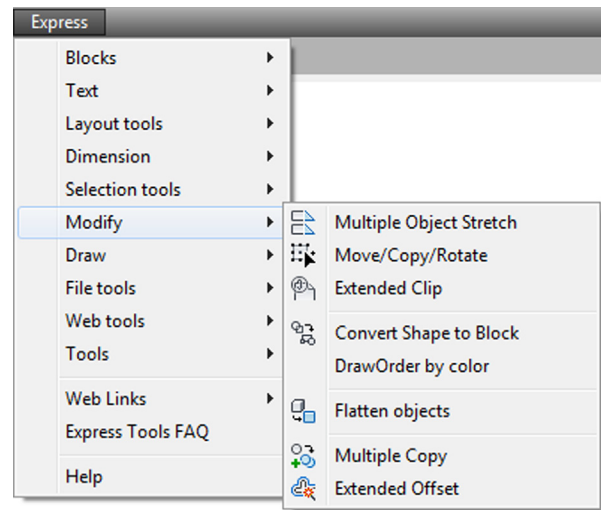 Express
Blocks
Text
Layout tools
Dimension
Selection tools
Modify
Draw
File tools
Web tools
Tools
Web Links
Express Tools FAQ
Help
Multiple Object Stretch
Move/Copy/Rotate
Extended Clip
Convert Shape to Block
DrawOrder by color
Flatten objects
Multiple Copy
Extended Offset